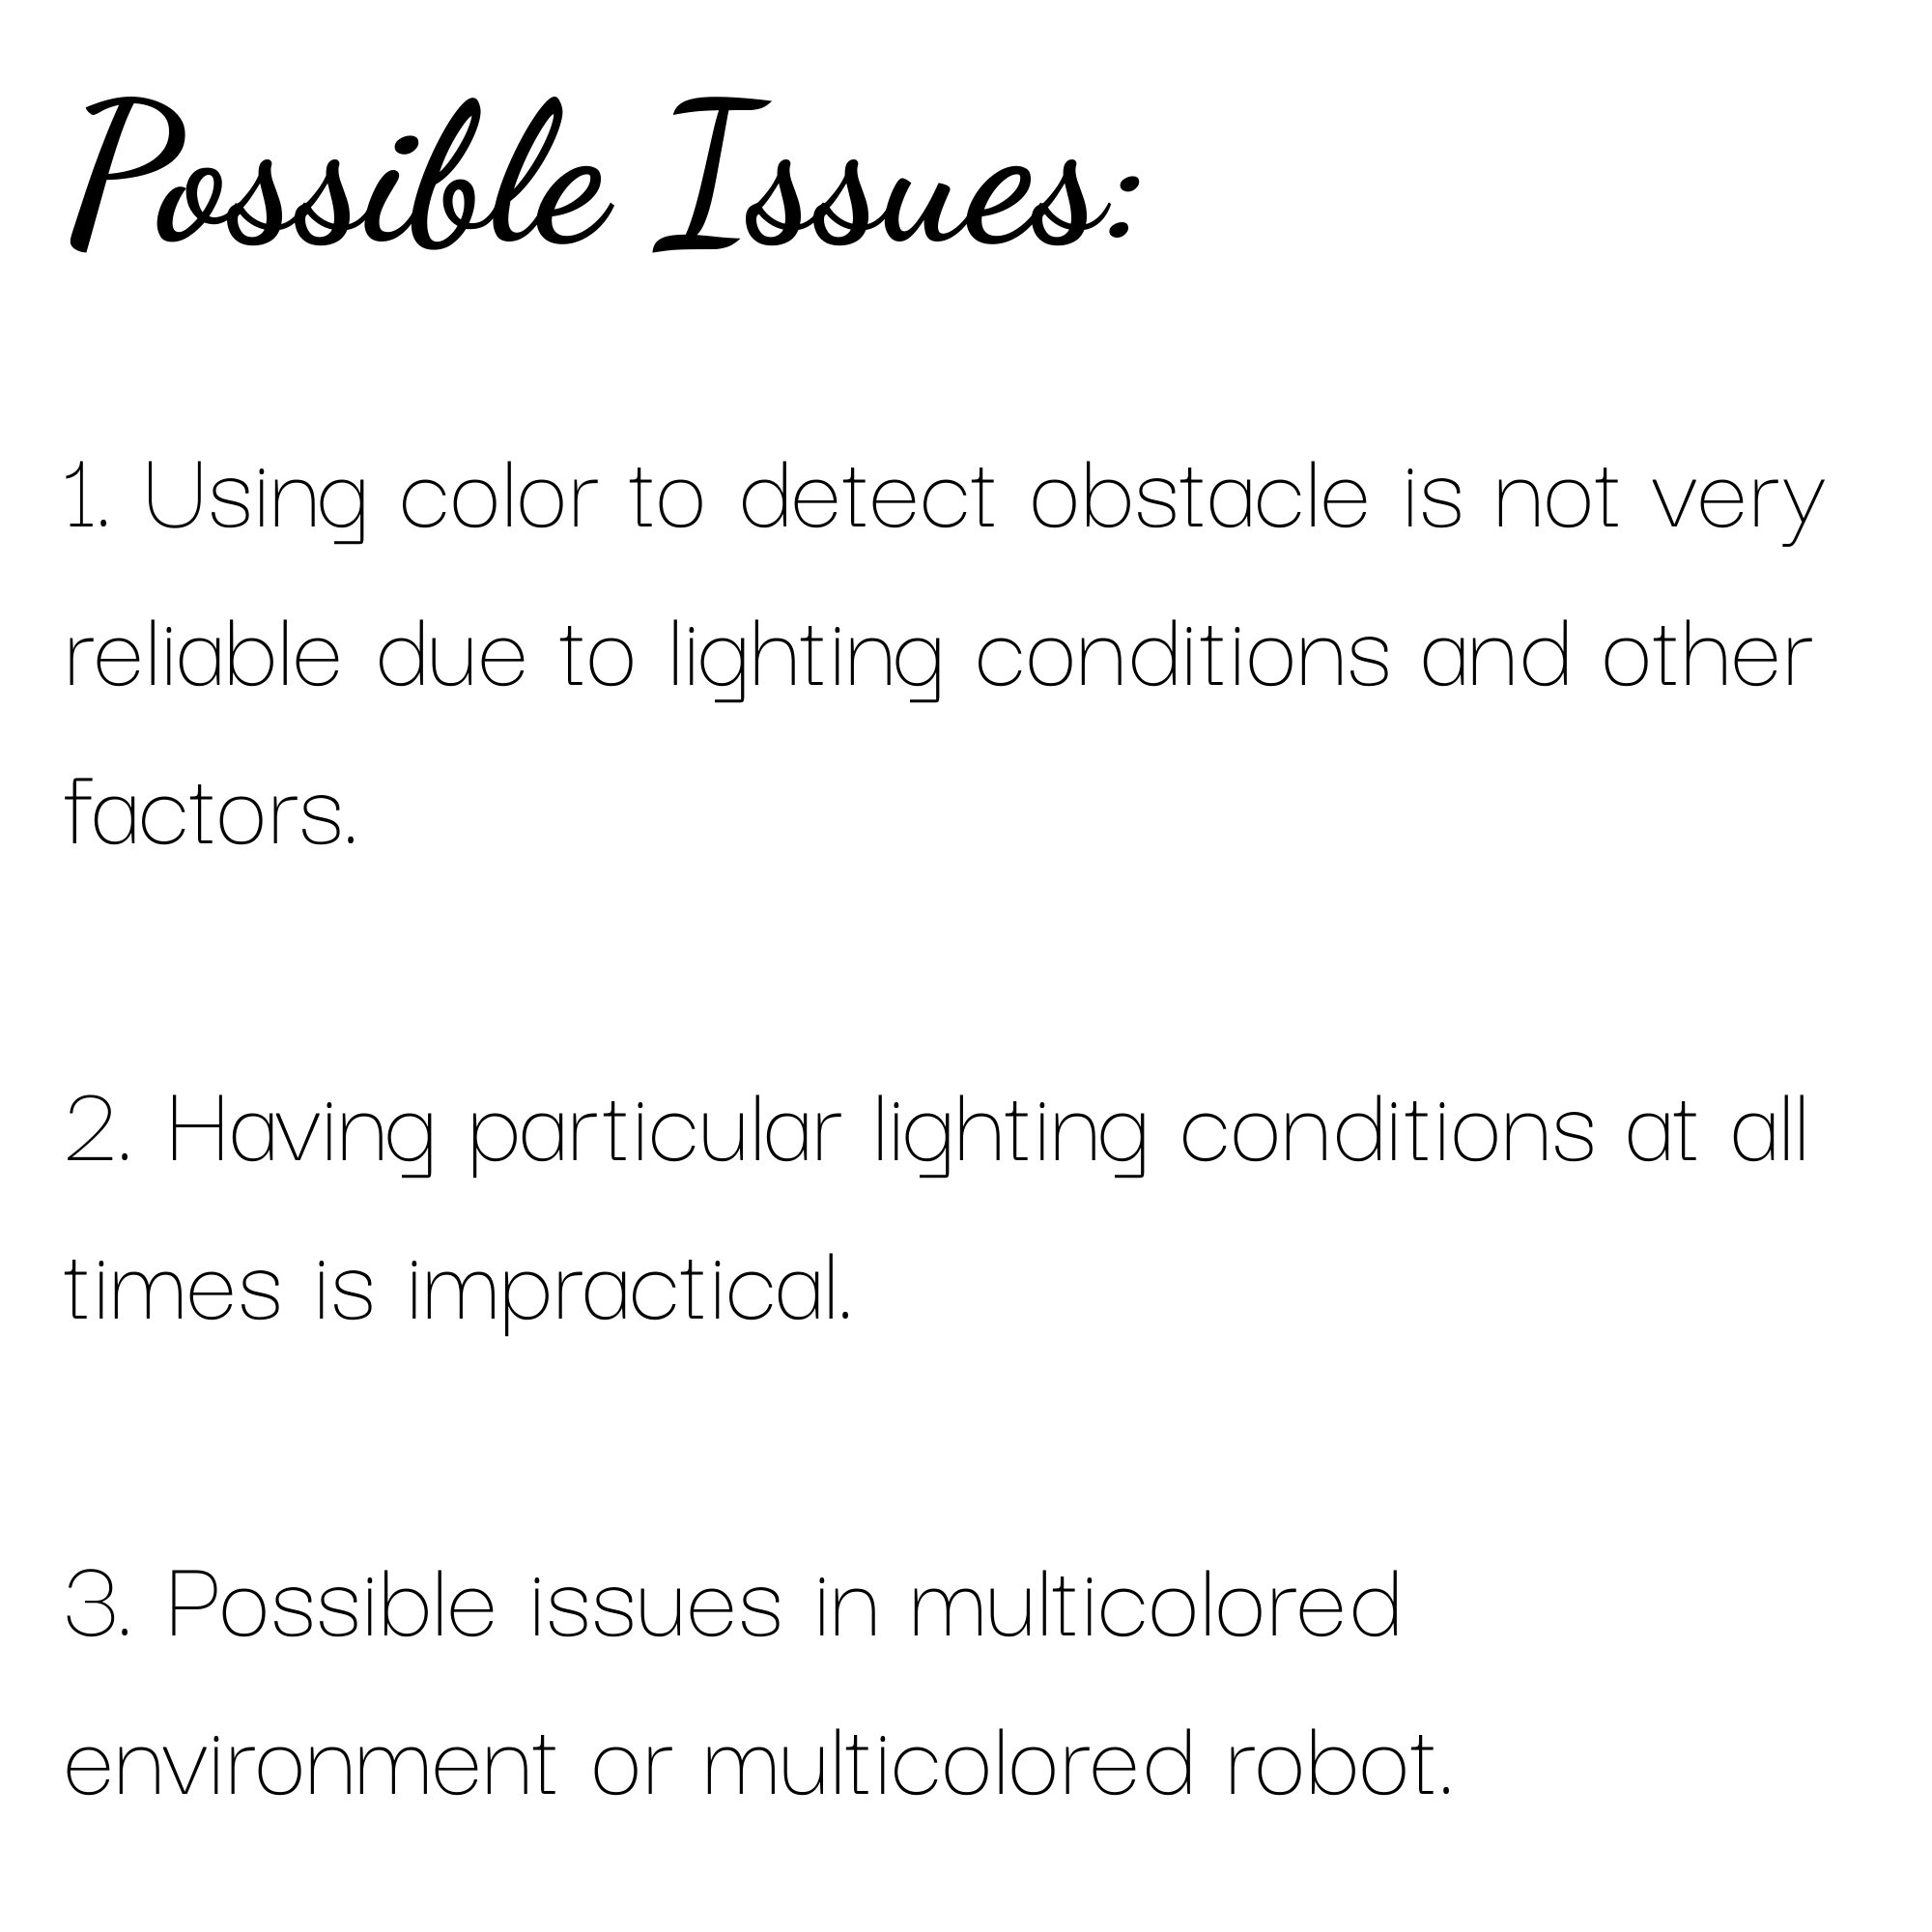 Possible Issues:
1. Using color to detect obstacle is not very
reliable due to lighting conditions and other
factors.
2. Having particular lighting conditions at all
times is impractical.
3. Possible issues in multicolored
environment or multicolored robot.